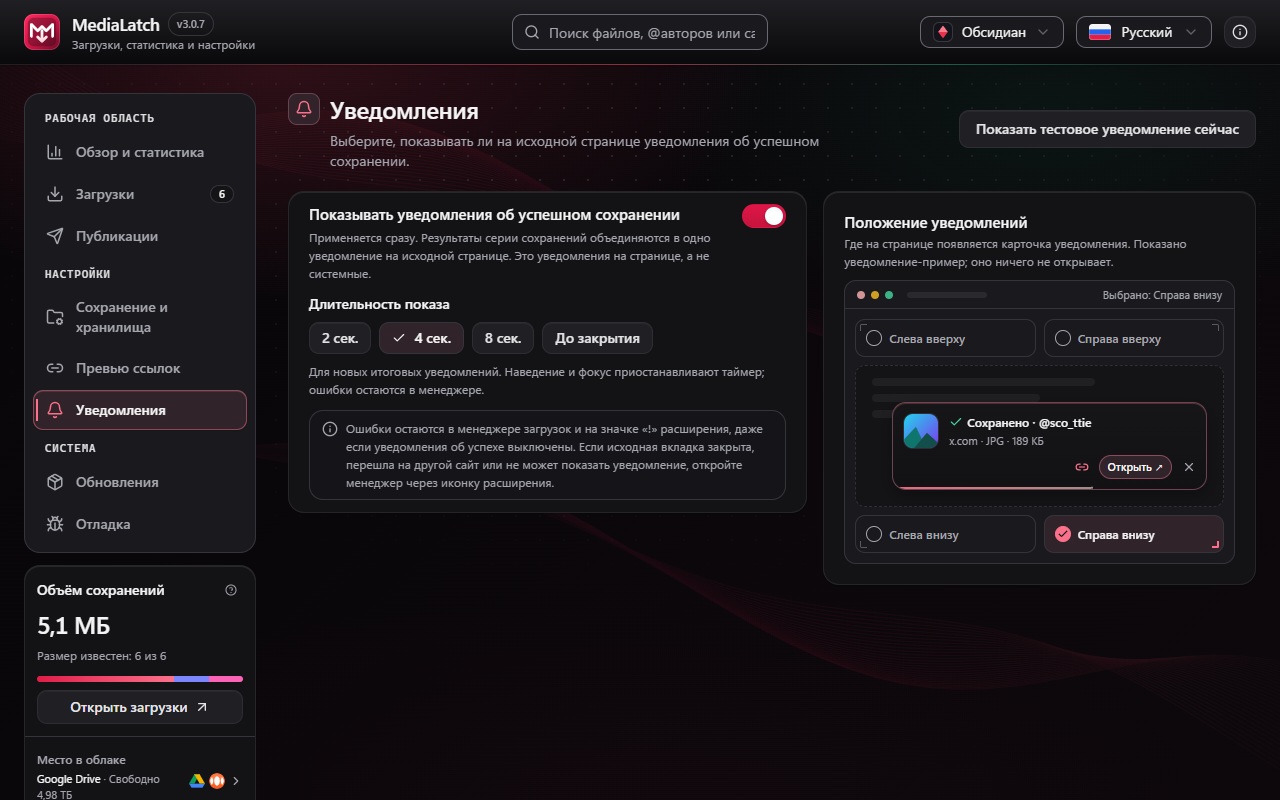 MediaLatch v3.0.7
Загрузки, статистика и настройки
Поиск файлов, @авторов или са
Обсидиан
Русский
РАБОЧАЯ ОБЛАСТЬ
Обзор и статистика
Загрузки 6
Публикации
НАСТРОЙКИ
Сохранение и
хранилища
Превью ссылок
Уведомления
СИСТЕМА
Обновления
Отладка
Объём сохранений
5,1 МБ
Размер известен: 6 из 6
Открыть загрузки
Место в облаке
Google Drive · Свободно
4,98 ТБ
Уведомления
Выберите, показывать ли на исходной странице уведомления об успешном
сохранении.
Показать тестовое уведомление сейчас
Показывать уведомления об успешном сохранении
Применяется сразу. Результаты серии сохранений объединяются в одно
уведомление на исходной странице. Это уведомления на странице, а не
системные.
Длительность показа
2 сек.
4 сек.
8 сек.
До закрытия
Для новых итоговых уведомлений. Наведение и фокус приостанавливают таймер;
ошибки остаются в менеджере.
Ошибки остаются в менеджере загрузок и на значке «!» расширения, даже
если уведомления об успехе выключены. Если исходная вкладка закрыта,
перешла на другой сайт или не может показать уведомление, откройте
менеджер через иконку расширения.
Положение уведомлений
Где на странице появляется карточка уведомления. Показано
уведомление-пример; оно ничего не открывает.
Выбрано: Справа внизу
Слева вверху
Справа вверху
Сохранено · @sco_ttie
x.com · JPG · 189 КБ
Открыть ↗
Слева внизу
Справа внизу